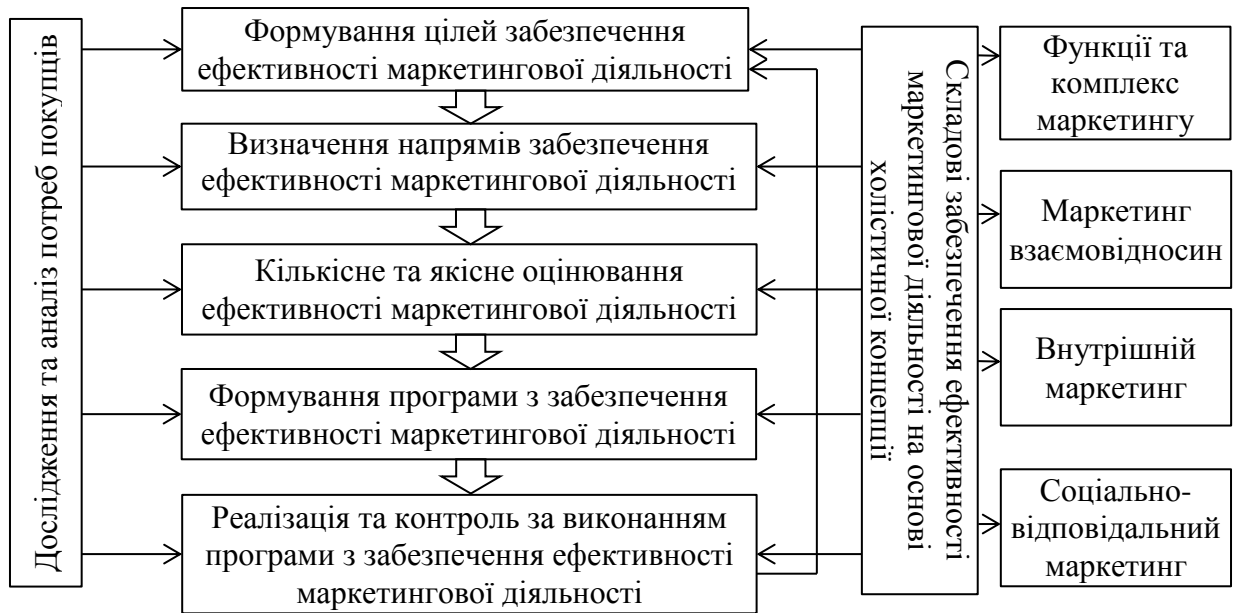 Дослідження та аналіз потреб покупців
Формування цілей забезпечення
ефективності маркетингової діяльності
Визначення напрямів забезпечення
ефективності маркетингової діяльності
Кількісне та якісне оцінювання
ефективності маркетингової діяльності
Формування програми з забезпечення
ефективності маркетингової діяльності
Реалізація та контроль за виконанням
програми з забезпечення ефективності
маркетингової діяльності
Складові забезпечення ефективності
маркетингової діяльності на основі
холістичної концепції
Функції та
комплекс
маркетингу
Маркетинг
взаємовідносин
Внутрішній
маркетинг
Соціально-
відповідальний
маркетинг